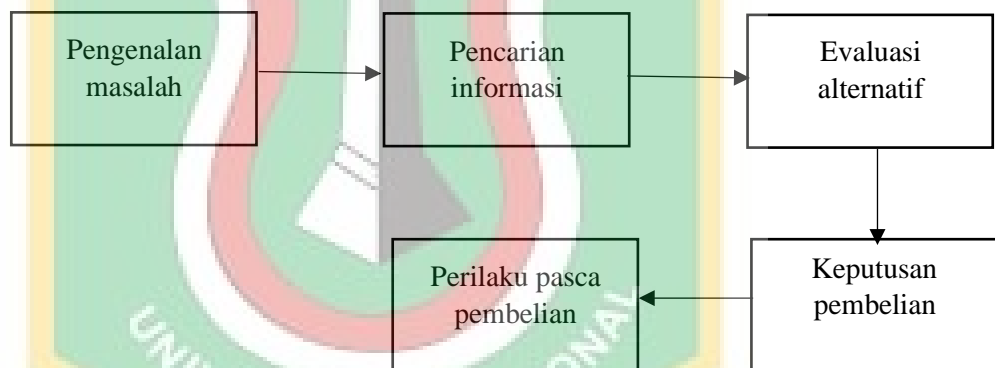 Pengenalan
masalah
Pencarian
informasi
Evaluasi
alternatif
Keputusan
pembelian
Perilaku pasca
pembelian